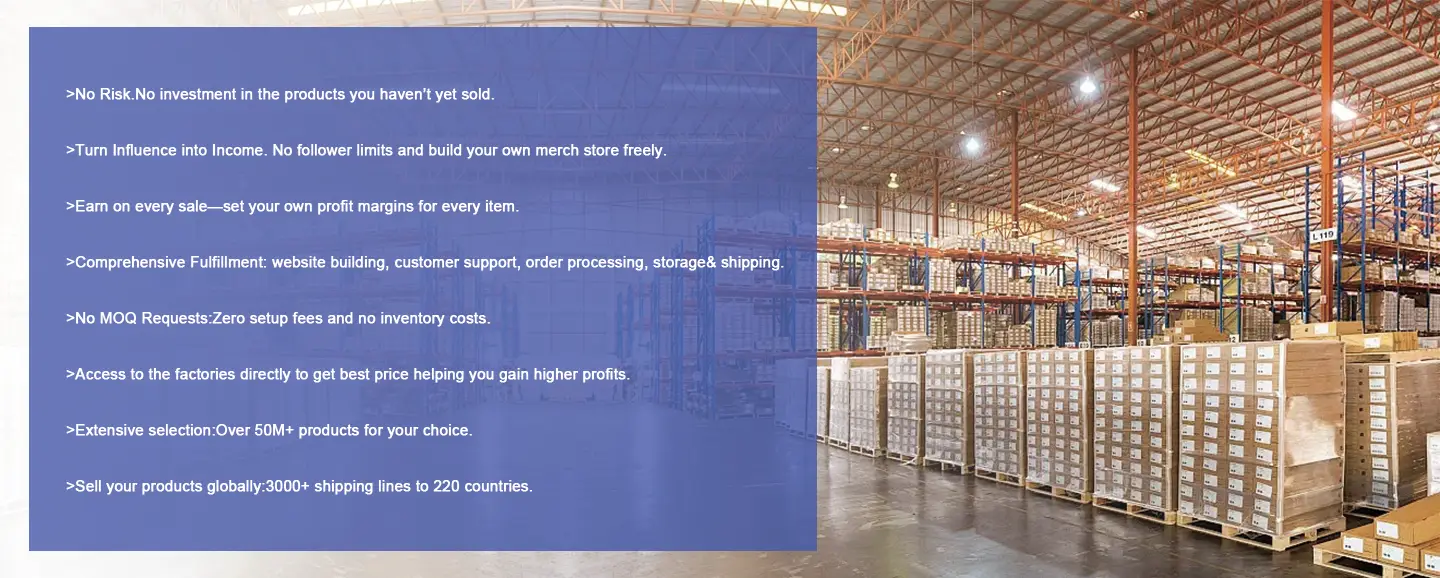 >No Risk.No investment in the products you haven’t yet sold.
>Turn Influence into Income. No follower limits and build your own merch store freely.
>Earn on every sale—set your own profit margins for every item.
>Comprehensive Fulfillment: website building, customer support, order processing, storage& shipping.
>No MOQ Requests:Zero setup fees and no inventory costs.
>Access to the factories directly to get best price helping you gain higher profits.
>Extensive selection:Over 50M+ products for your choice.
>Sell your products globally:3000+ shipping lines to 220 countries.
L 119